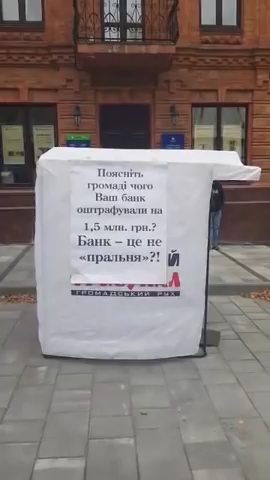 Поясніть
громаді чого
Ваш банк
оштрафували на
1,5 млн. грн.?
Банк – це не
«пральня»?!
ГРОМАДСЬКИЙ РУХ